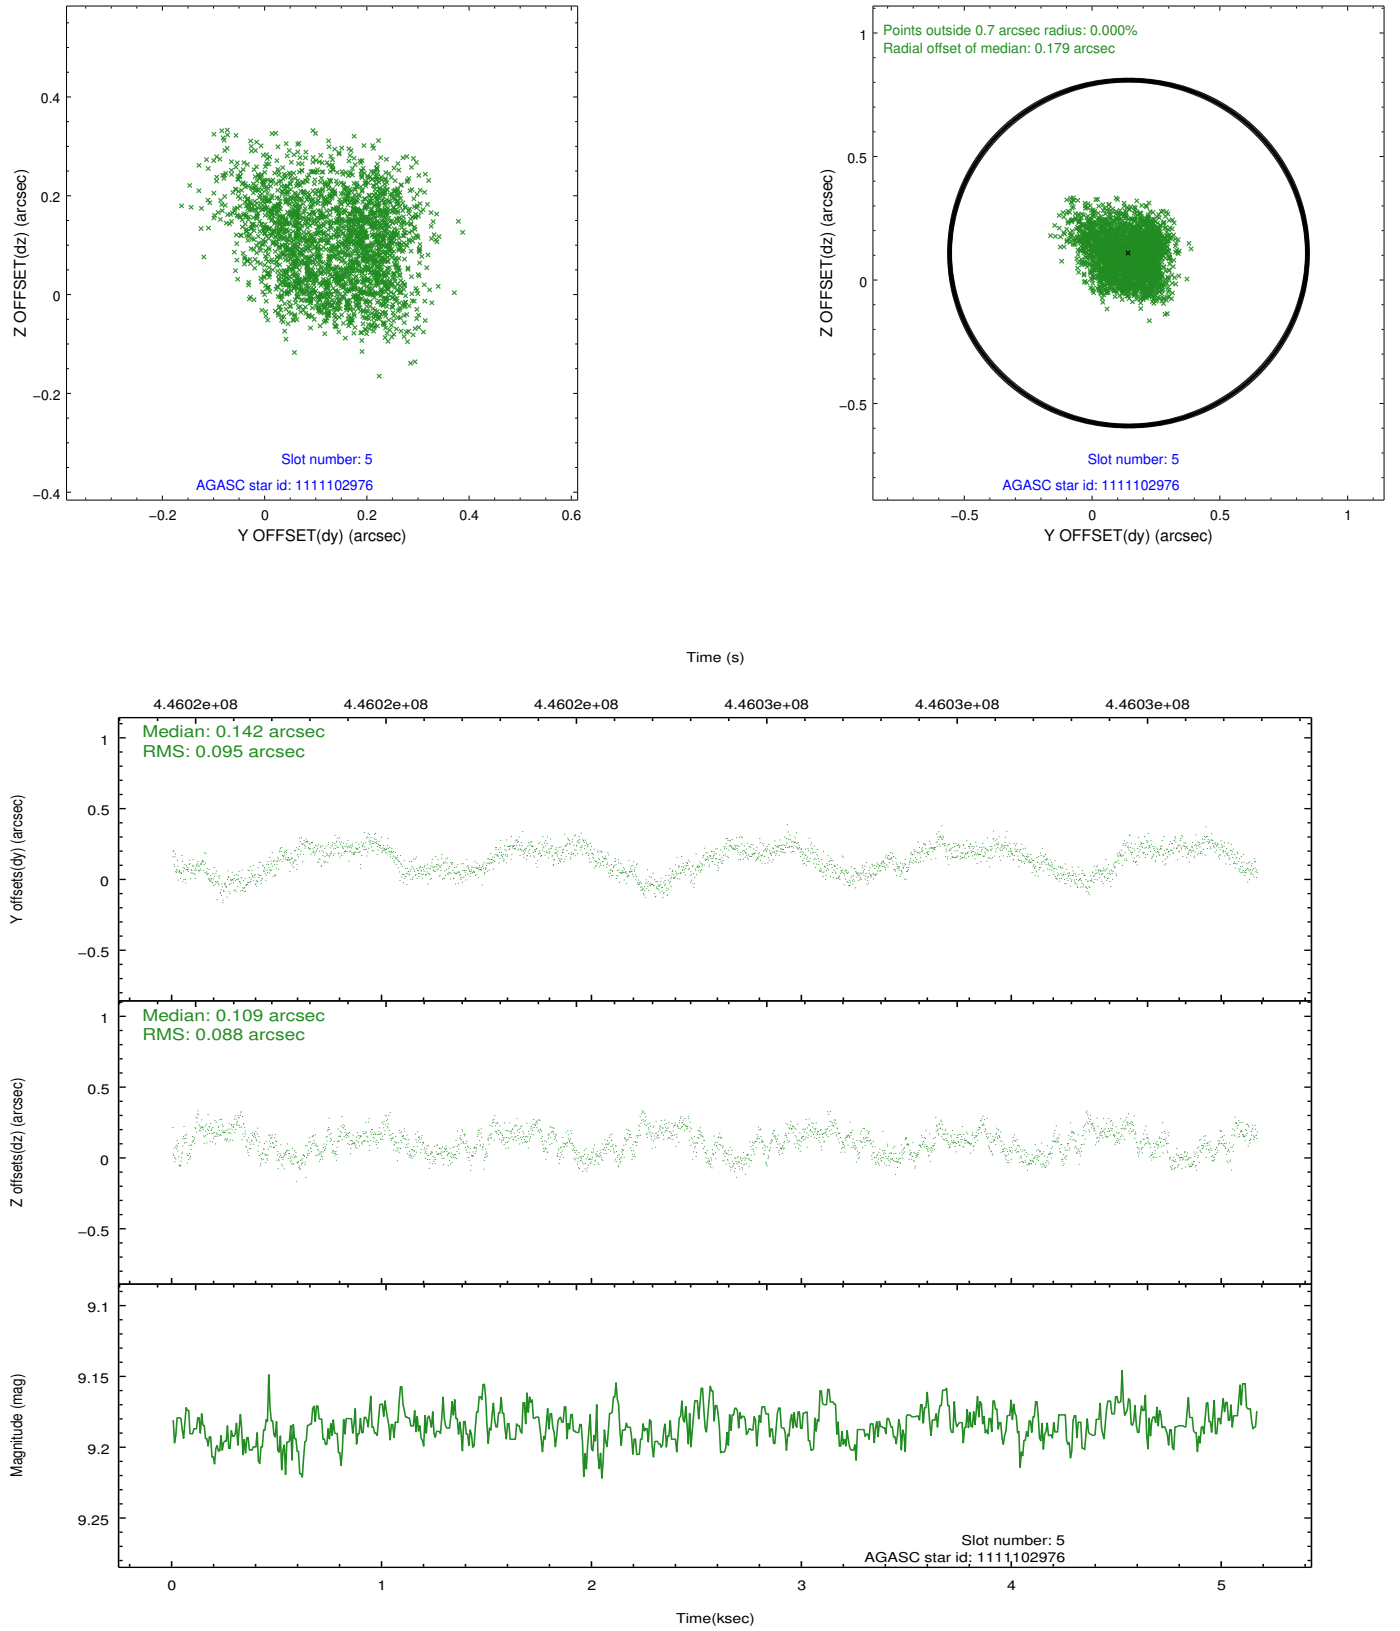 0.4
0.2
0
−0.2
−0.4
Z OFFSET(dz) (arcsec)
Slot number: 5
AGASC star id: 1111102976
−0.2 0 0.2 0.4 0.6
Y OFFSET(dy) (arcsec)
Points outside 0.7 arcsec radius: 0.000%
Radial offset of median: 0.179 arcsec
1
0.5
0
−0.5
Z OFFSET(dz) (arcsec)
Slot number: 5
AGASC star id: 1111102976
−0.5 0 0.5 1
Y OFFSET(dy) (arcsec)
Time (s)
4.4602e+08 4.4602e+08 4.4602e+08 4.4603e+08 4.4603e+08 4.4603e+08
Median: 0.142 arcsec
RMS: 0.095 arcsec
1
0.5
0
−0.5
Y offsets(dy) (arcsec)
Median: 0.109 arcsec
RMS: 0.088 arcsec
1
0.5
0
−0.5
Z offsets(dz) (arcsec)
9.1
9.15
9.2
9.25
Magnitude (mag)
Slot number: 5
AGASC star id: 1111102976
0 1 2 3 4 5
Time(ksec)